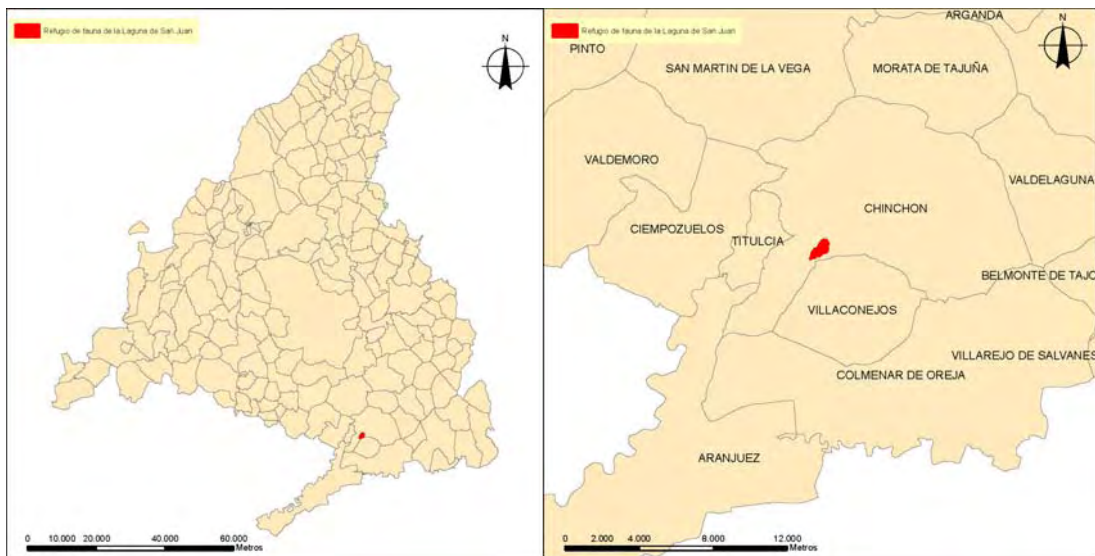 Refugio de fauna de la Laguna de San Juan
N
0 10.000 20.000 40.000 60.000
Metros
Refugio de fauna de la Laguna de San Juan
N
ARGANDA
PINTO
SAN MARTIN DE LA VEGA
MORATA DE TAJUÑA
VALDEMORO
VALDELAGUNA
CHINCHON
CIEMPOZUELOS
TITULCIA
BELMONTE DE TAJO
VILLACONEJOS
VILLAREJO DE SALVANES
COLMENAR DE OREJA
ARANJUEZ
0 2.000 4.000 8.000 12.000
Metros